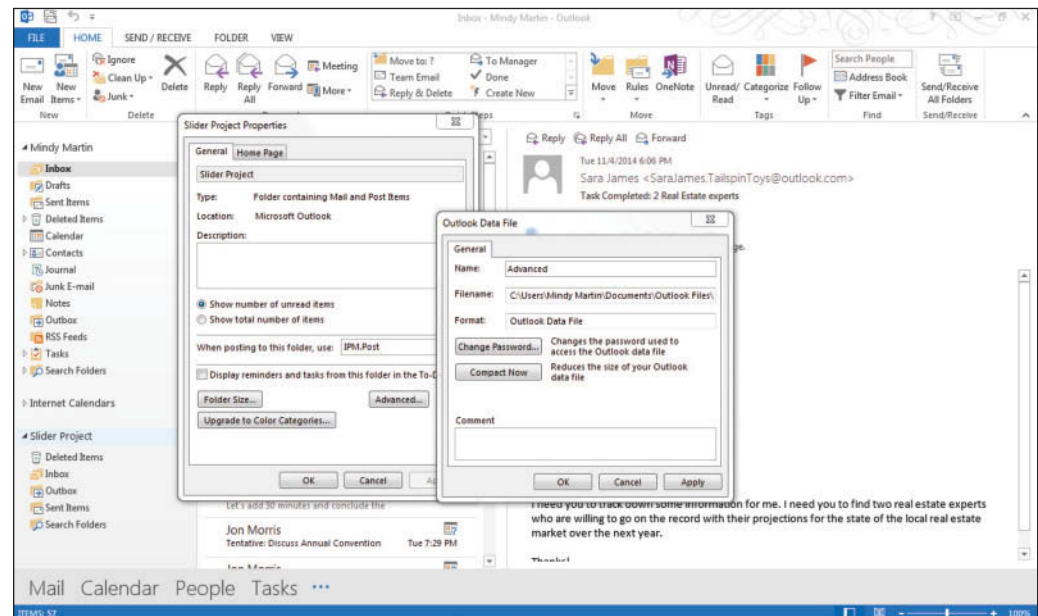 Inbox - Mindy Martin - Outlook
FILE HOME SEND / RECEIVE FOLDER VIEW
New Email
New Items
Ignore
Clean Up
Junk
Delete
Reply
Reply All
Forward
Meeting
More
Move to: ?
Team Email
Reply & Delete
To Manager
Done
Create New
Move
Rules
OneNote
Unread/ Read
Categorize
Follow Up
Search People
Address Book
Filter Email
Send/Receive All Folders
New Delete Move Tags Find Send/Receive
Mindy Martin
Inbox
Drafts
Sent Items
Deleted Items
Calendar
Contacts
Journal
Junk E-mail
Notes
Outbox
RSS Feeds
Tasks
Search Folders
Internet Calendars
Slider Project
Deleted Items
Inbox
Outbox
Sent Items
Search Folders
Slider Project Properties
General Home Page
Slider Project
Type: Folder containing Mail and Post Items
Location: Microsoft Outlook
Description:
Show number of unread items
Show total number of items
When posting to this folder, use: IPM.Post
Display reminders and tasks from this folder in the To-D
Folder Size... Advanced...
Upgrade to Color Categories...
OK Cancel
Reply Reply All Forward
Tue 11/4/2014 6:06 PM
Sara James <SaraJames.TailspinToys@outlook.com>
Task Completed: 2 Real Estate experts
Outlook Data File
General
Name: Advanced
Filename: C:\Users\Mindy Martin\Documents\Outlook Files\
Format: Outlook Data File
Change Password... Changes the password used to
access the Outlook data file
Compact Now Reduces the size of your Outlook
data file
Comment
OK Cancel Apply
Let's add 30 minutes and conclude the
Jon Morris
Tentative: Discuss Annual Convention Tue 7:29 PM
Jon Morris
I need you to track down some information for me. I need you to find two real estate experts
who are willing to go on the record with their projections for the state of the local real estate
market over the next year.
Thanks!
Mail Calendar People Tasks ...
ITEMS: 57 100%